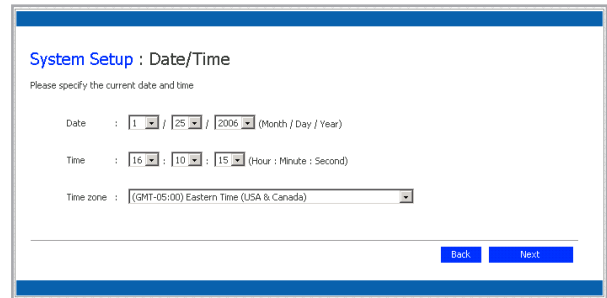 System Setup : Date/Time
Please specify the current date and time
Date : 1 / 25 / 2006 (Month / Day / Year)
Time : 16 : 10 : 15 (Hour : Minute : Second)
Time zone : (GMT-05:00) Eastern Time (USA & Canada)
Back Next